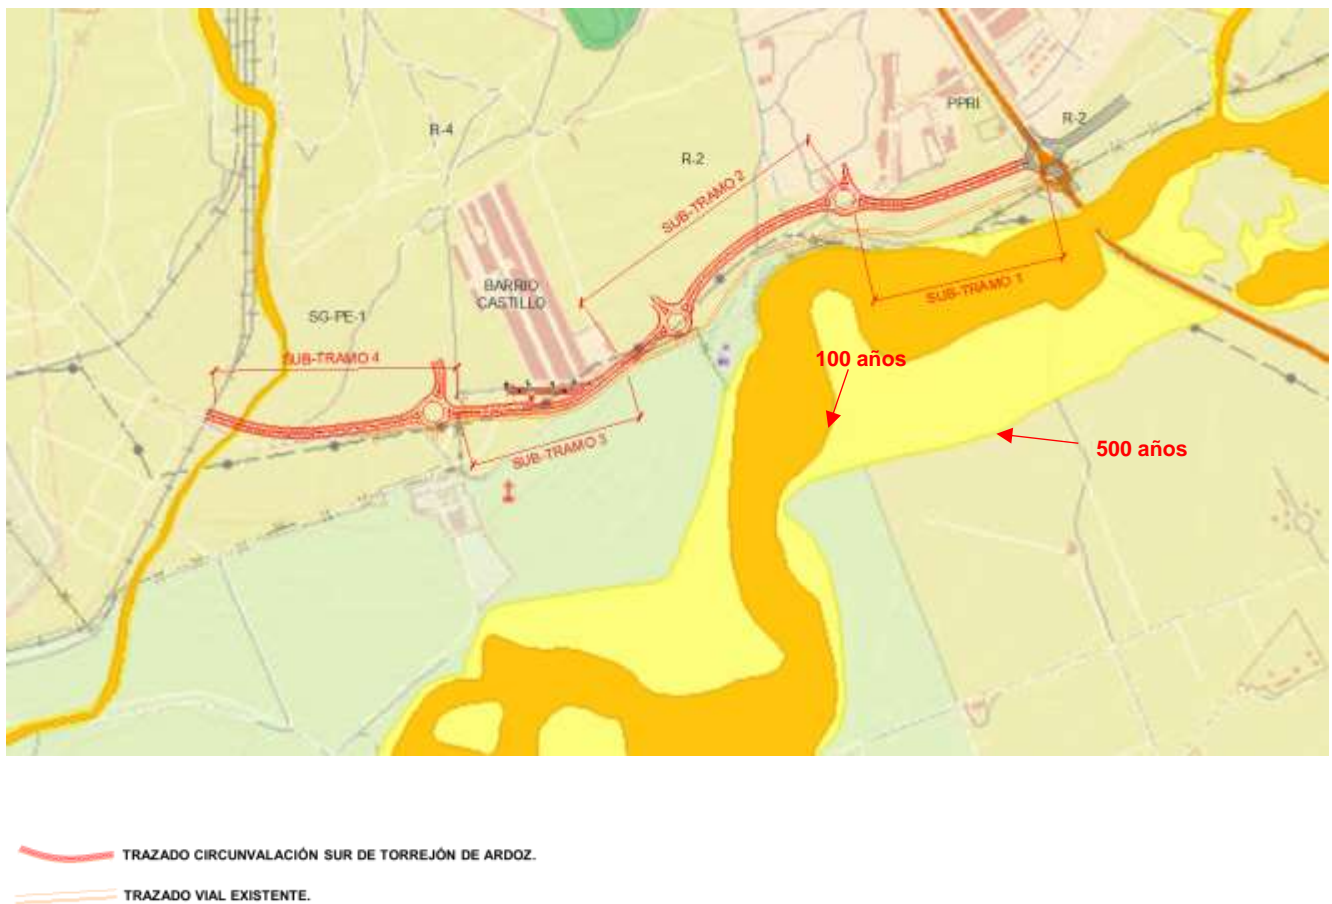 PPRI
R-2
R-4
R-2
SUB-TRAMO 2
BARRIO
CASTILLO
SUB-TRAMO 1
SG-PE-1
SUB-TRAMO 4
100 años
SUB-TRAMO 3
500 años
TRAZADO CIRCUNVALACIÓN SUR DE TORREJÓN DE ARDOZ.
TRAZADO VIAL EXISTENTE.